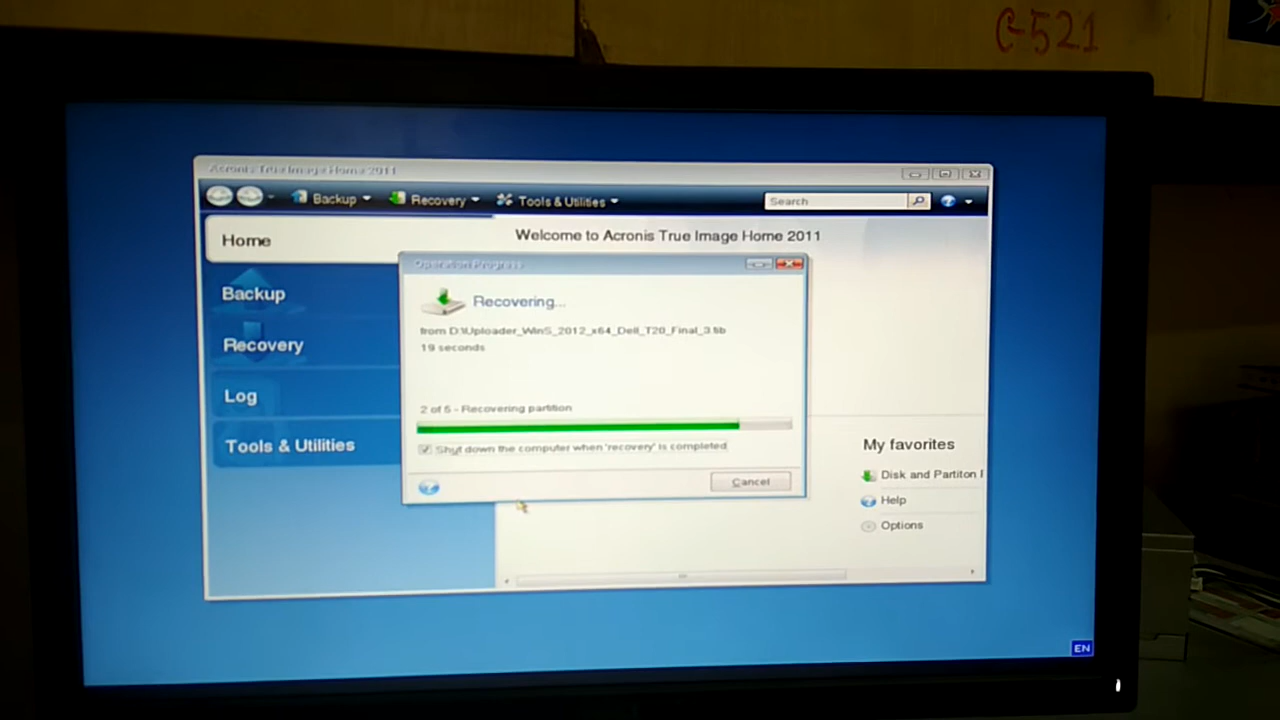 C-521
Acronis True Image Home 2011
Backup Recovery Tools & Utilities Search
Home
Welcome to Acronis True Image Home 2011
Backup
Recovery
Log
Tools & Utilities
Operation Progress
Recovering...
from D:\Uploader_WinS_2012_x64_Dell_T20_Final_3.tib
19 seconds
2 of 5 - Recovering partition
Shut down the computer when 'recovery' is completed
Cancel
My favorites
Disk and Partiton
Help
Options
EN